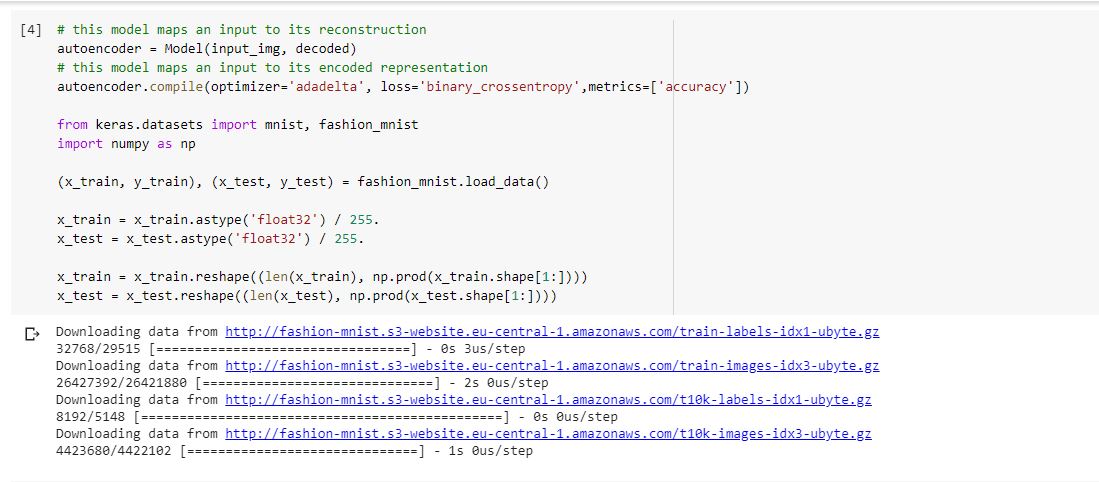 [4] # this model maps an input to its reconstruction
autoencoder = Model(input_img, decoded)
# this model maps an input to its encoded representation
autoencoder.compile(optimizer='adadelta', loss='binary_crossentropy',metrics=['accuracy'])
from keras.datasets import mnist, fashion_mnist
import numpy as np
(x_train, y_train), (x_test, y_test) = fashion_mnist.load_data()
x_train = x_train.astype('float32') / 255.
x_test = x_test.astype('float32') / 255.
x_train = x_train.reshape((len(x_train), np.prod(x_train.shape[1:])))
x_test = x_test.reshape((len(x_test), np.prod(x_test.shape[1:])))
Downloading data from http://fashion-mnist.s3-website.eu-central-1.amazonaws.com/train-labels-idx1-ubyte.gz
32768/29515 [=================================] - 0s 3us/step
Downloading data from http://fashion-mnist.s3-website.eu-central-1.amazonaws.com/train-images-idx3-ubyte.gz
26427392/26421880 [==============================] - 2s 0us/step
Downloading data from http://fashion-mnist.s3-website.eu-central-1.amazonaws.com/t10k-labels-idx1-ubyte.gz
8192/5148 [===============================================] - 0s 0us/step
Downloading data from http://fashion-mnist.s3-website.eu-central-1.amazonaws.com/t10k-images-idx3-ubyte.gz
4423680/4422102 [==============================] - 1s 0us/step